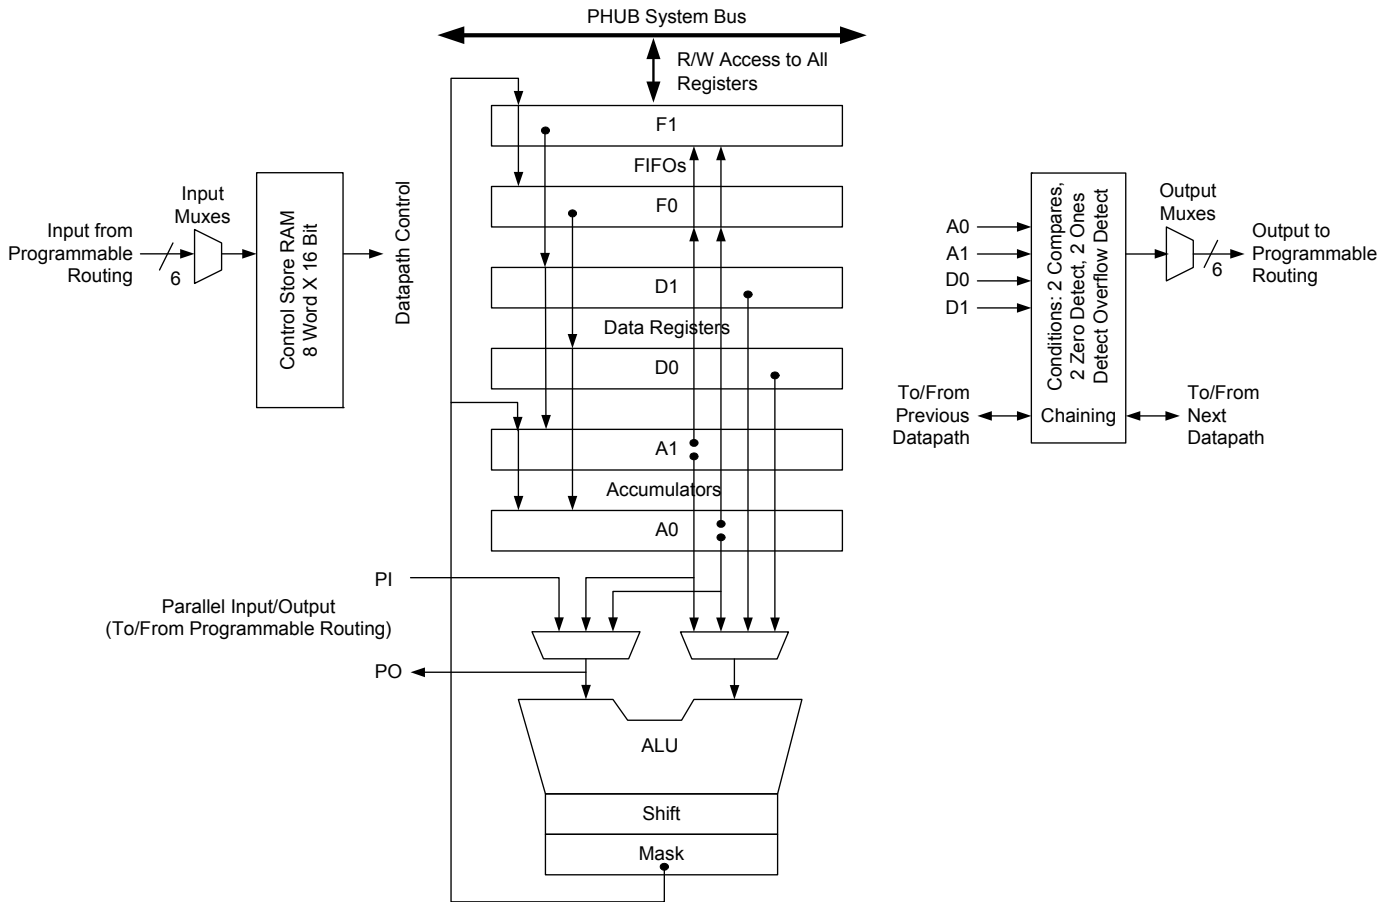 PHUB System Bus
R/W Access to All
Registers
F1
FIFOs
F0
D1
Data Registers
D0
A1
Accumulators
A0
Input from
Programmable
Routing
6
Input
Muxes
Control Store RAM
8 Word X 16 Bit
Datapath Control
A0
A1
D0
D1
Conditions: 2 Compares,
2 Zero Detect, 2 Ones
Detect Overflow Detect
Chaining
Output
Muxes
6
Output to
Programmable
Routing
To/From
Previous
Datapath
To/From
Next
Datapath
PI
Parallel Input/Output
(To/From Programmable Routing)
PO
ALU
Shift
Mask